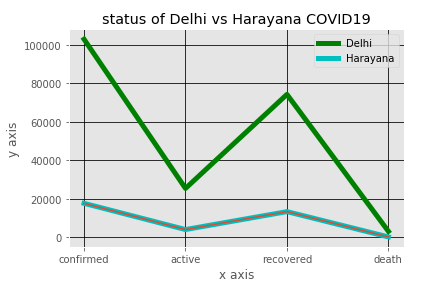 status of Delhi vs Harayana COVID19
Delhi
Harayana
100000
80000
60000
40000
20000
0
y axis
confirmed active recovered death
x axis